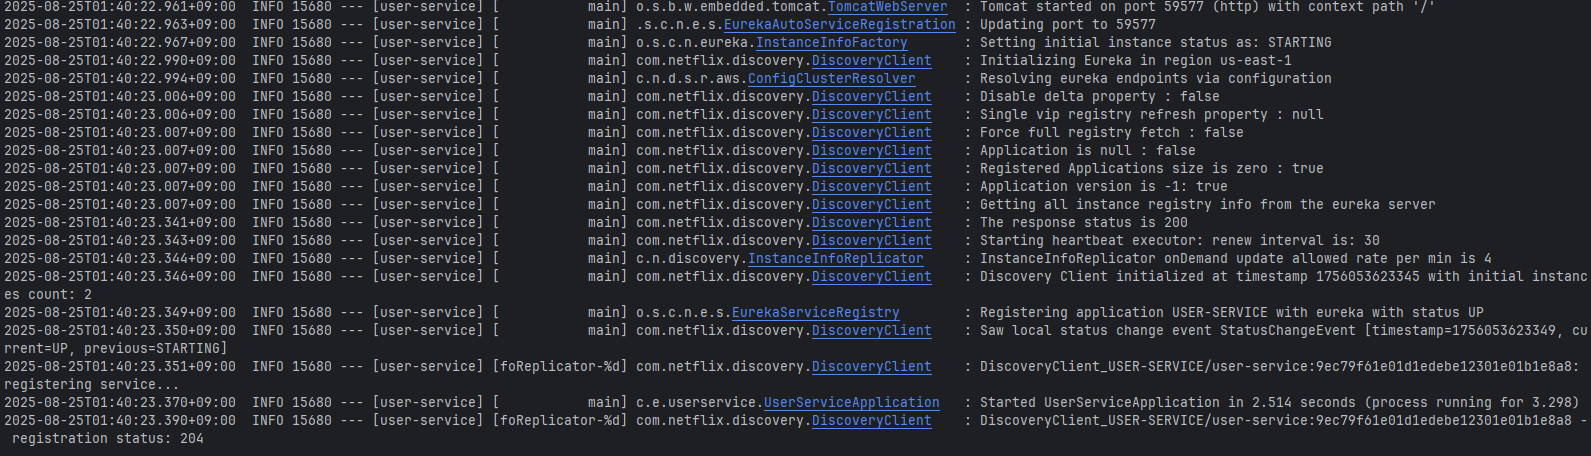 2025-08-25T01:40:22.961+09:00  INFO 15680 --- [user-service] [           main] o.s.b.w.embedded.tomcat.TomcatWebServer  : Tomcat started on port 59577 (http) with context path '/'
2025-08-25T01:40:22.963+09:00  INFO 15680 --- [user-service] [           main] .s.c.n.e.s.EurekaAutoServiceRegistration : Updating port to 59577
2025-08-25T01:40:22.967+09:00  INFO 15680 --- [user-service] [           main] o.s.c.n.eureka.InstanceInfoFactory       : Setting initial instance status as: STARTING
2025-08-25T01:40:22.990+09:00  INFO 15680 --- [user-service] [           main] com.netflix.discovery.DiscoveryClient    : Initializing Eureka in region us-east-1
2025-08-25T01:40:22.994+09:00  INFO 15680 --- [user-service] [           main] c.n.d.s.r.aws.ConfigClusterResolver      : Resolving eureka endpoints via configuration
2025-08-25T01:40:23.006+09:00  INFO 15680 --- [user-service] [           main] com.netflix.discovery.DiscoveryClient    : Disable delta property : false
2025-08-25T01:40:23.006+09:00  INFO 15680 --- [user-service] [           main] com.netflix.discovery.DiscoveryClient    : Single vip registry refresh property : null
2025-08-25T01:40:23.007+09:00  INFO 15680 --- [user-service] [           main] com.netflix.discovery.DiscoveryClient    : Force full registry fetch : false
2025-08-25T01:40:23.007+09:00  INFO 15680 --- [user-service] [           main] com.netflix.discovery.DiscoveryClient    : Application is null : false
2025-08-25T01:40:23.007+09:00  INFO 15680 --- [user-service] [           main] com.netflix.discovery.DiscoveryClient    : Registered Applications size is zero : true
2025-08-25T01:40:23.007+09:00  INFO 15680 --- [user-service] [           main] com.netflix.discovery.DiscoveryClient    : Application version is -1: true
2025-08-25T01:40:23.007+09:00  INFO 15680 --- [user-service] [           main] com.netflix.discovery.DiscoveryClient    : Getting all instance registry info from the eureka server
2025-08-25T01:40:23.341+09:00  INFO 15680 --- [user-service] [           main] com.netflix.discovery.DiscoveryClient    : The response status is 200
2025-08-25T01:40:23.343+09:00  INFO 15680 --- [user-service] [           main] com.netflix.discovery.DiscoveryClient    : Starting heartbeat executor: renew interval is: 30
2025-08-25T01:40:23.344+09:00  INFO 15680 --- [user-service] [           main] c.n.discovery.InstanceInfoReplicator     : InstanceInfoReplicator onDemand update allowed rate per min is 4
2025-08-25T01:40:23.346+09:00  INFO 15680 --- [user-service] [           main] com.netflix.discovery.DiscoveryClient    : Discovery Client initialized at timestamp 1756053623345 with initial instanc
es count: 2
2025-08-25T01:40:23.349+09:00  INFO 15680 --- [user-service] [           main] o.s.c.n.e.s.EurekaServiceRegistry        : Registering application USER-SERVICE with eureka with status UP
2025-08-25T01:40:23.350+09:00  INFO 15680 --- [user-service] [           main] com.netflix.discovery.DiscoveryClient    : Saw local status change event StatusChangeEvent [timestamp=1756053623349, cu
rrent=UP, previous=STARTING]
2025-08-25T01:40:23.351+09:00  INFO 15680 --- [user-service] [foReplicator-%d] com.netflix.discovery.DiscoveryClient    : DiscoveryClient_USER-SERVICE/user-service:9ec79f61e01d1edebe12301e01b1e8a8:
registering service...
2025-08-25T01:40:23.370+09:00  INFO 15680 --- [user-service] [           main] c.e.userservice.UserServiceApplication   : Started UserServiceApplication in 2.514 seconds (process running for 3.298)
2025-08-25T01:40:23.390+09:00  INFO 15680 --- [user-service] [foReplicator-%d] com.netflix.discovery.DiscoveryClient    : DiscoveryClient_USER-SERVICE/user-service:9ec79f61e01d1edebe12301e01b1e8a8 -
 registration status: 204